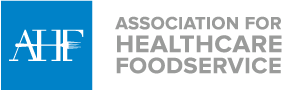 AHF
ASSOCIATION FOR
HEALTHCARE
FOODSERVICE